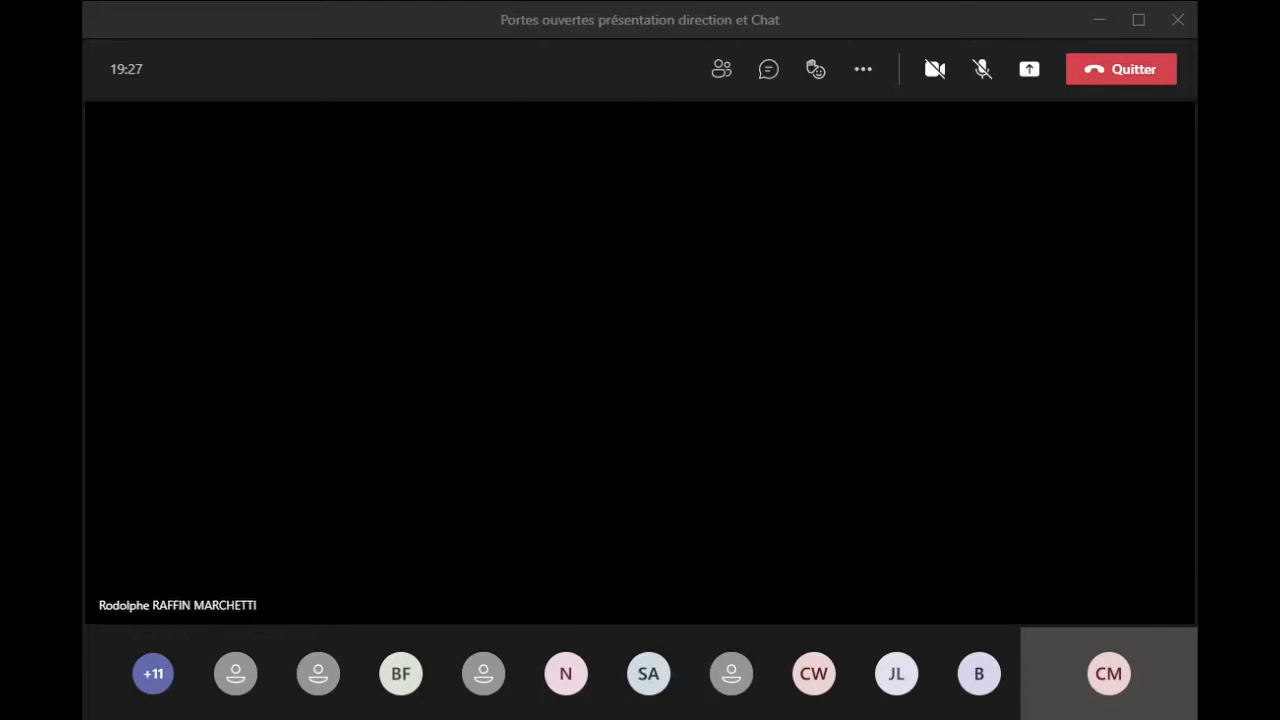 Portes ouvertes présentation direction et Chat
19:27
Quitter
Rodolphe RAFFIN MARCHETTI
+11
BF
N
SA
CW
JL
B
CM